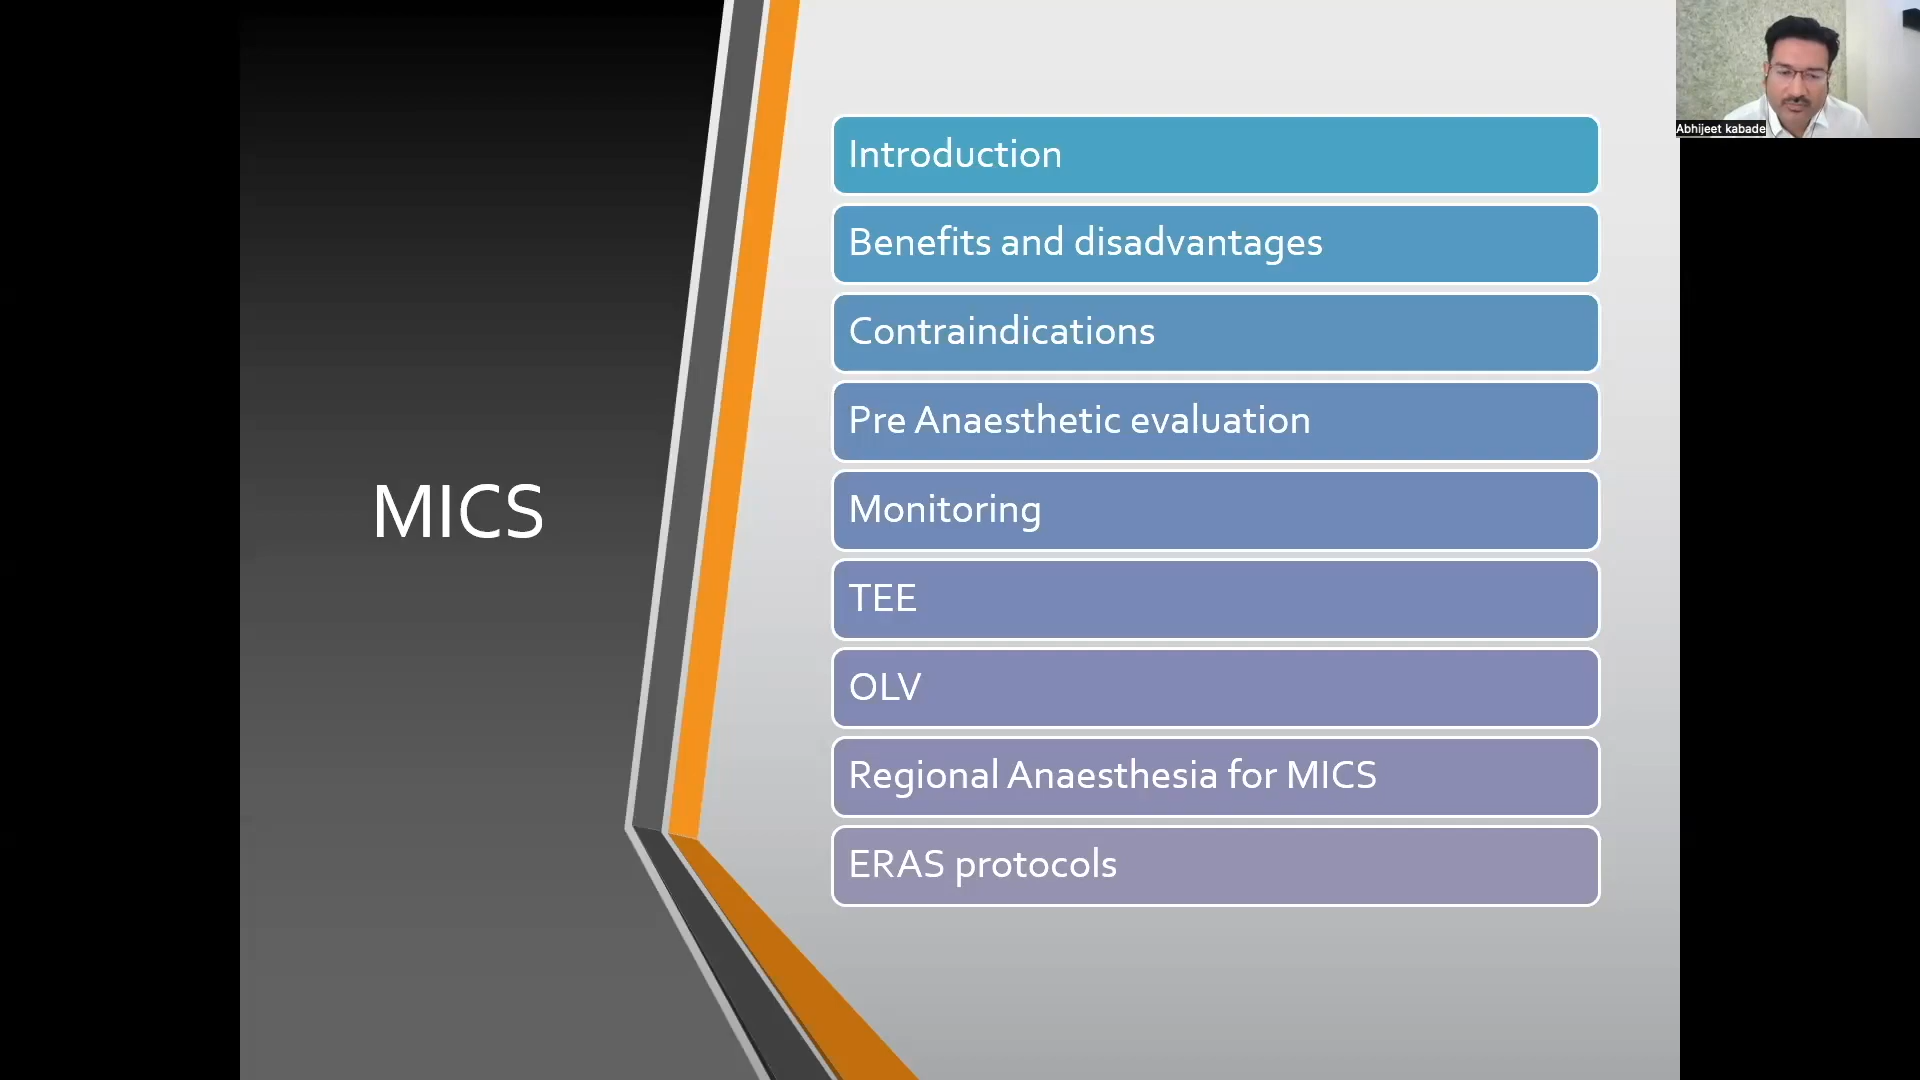 MICS
Introduction
Benefits and disadvantages
Contraindications
Pre Anaesthetic evaluation
Monitoring
TEE
OLV
Regional Anaesthesia for MICS
ERAS protocols
Abhijeet kabade